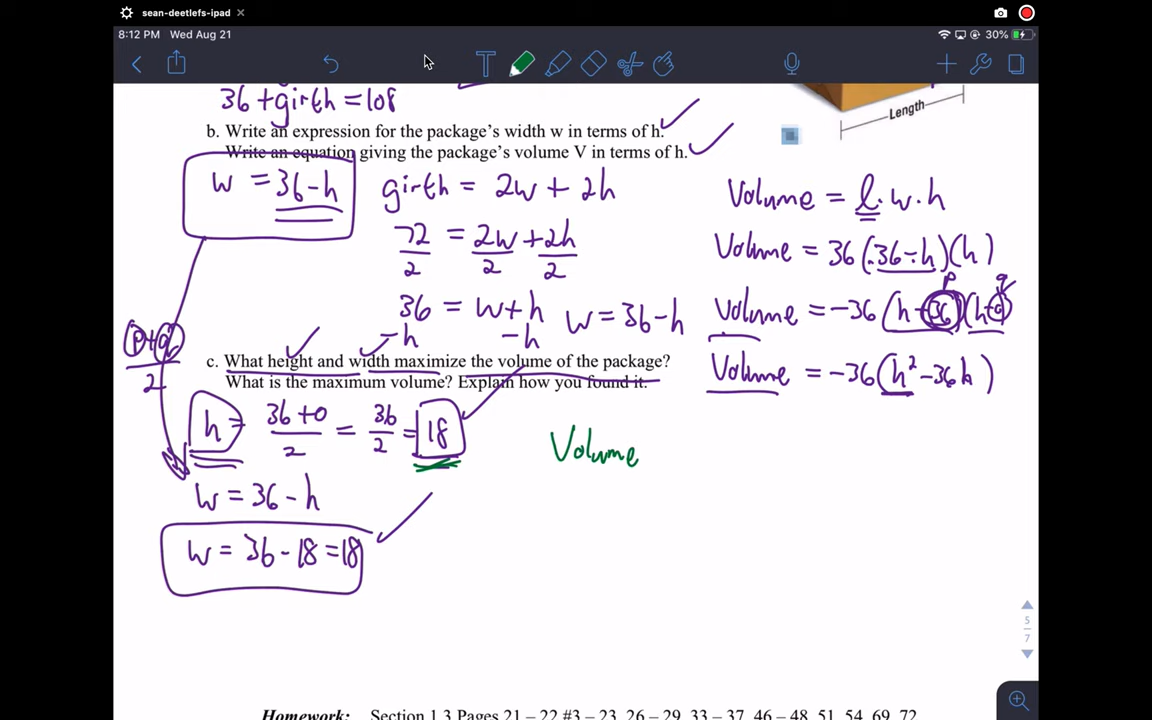 sean-deetlefs-ipad ×
8:12 PM Wed Aug 21
30%
36 + girth = 108
Length
b. Write an expression for the package's width w in terms of h.
Write an equation giving the package's volume V in terms of h.
w = 36 - h
girth = 2w + 2h
72/2 = 2w/2 + 2h/2
36 = w + h
-h -h
w = 36 - h
Volume = l · w · h
Volume = 36 (36 - h)(h)
p q
Volume = -36 (h - 36)(h - 0)
Volume = -36 (h² - 36h)
p+q/2
c. What height and width maximize the volume of the package?
What is the maximum volume? Explain how you found it.
h = 36 + 0/2 = 36/2 = 18
Volume
w = 36 - h
w = 36 - 18 = 18
5
7
Homework: Section 1.3 Pages 21 – 22 #3 – 23, 26 – 29, 33 – 37, 46 – 48, 51, 54, 69, 72